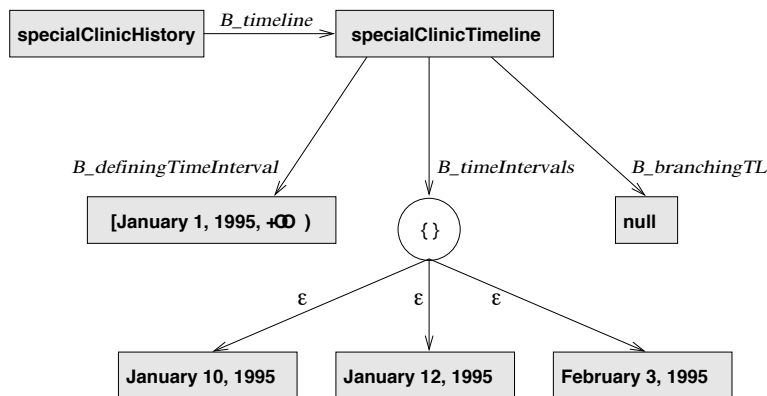 B_timeline
specialClinicHistory
specialClinicTimeline
B_definingTimeInterval
B_timeIntervals
B_branchingTL
[January 1, 1995, +∞ )
{ }
null
ε
ε
ε
January 10, 1995
January 12, 1995
February 3, 1995